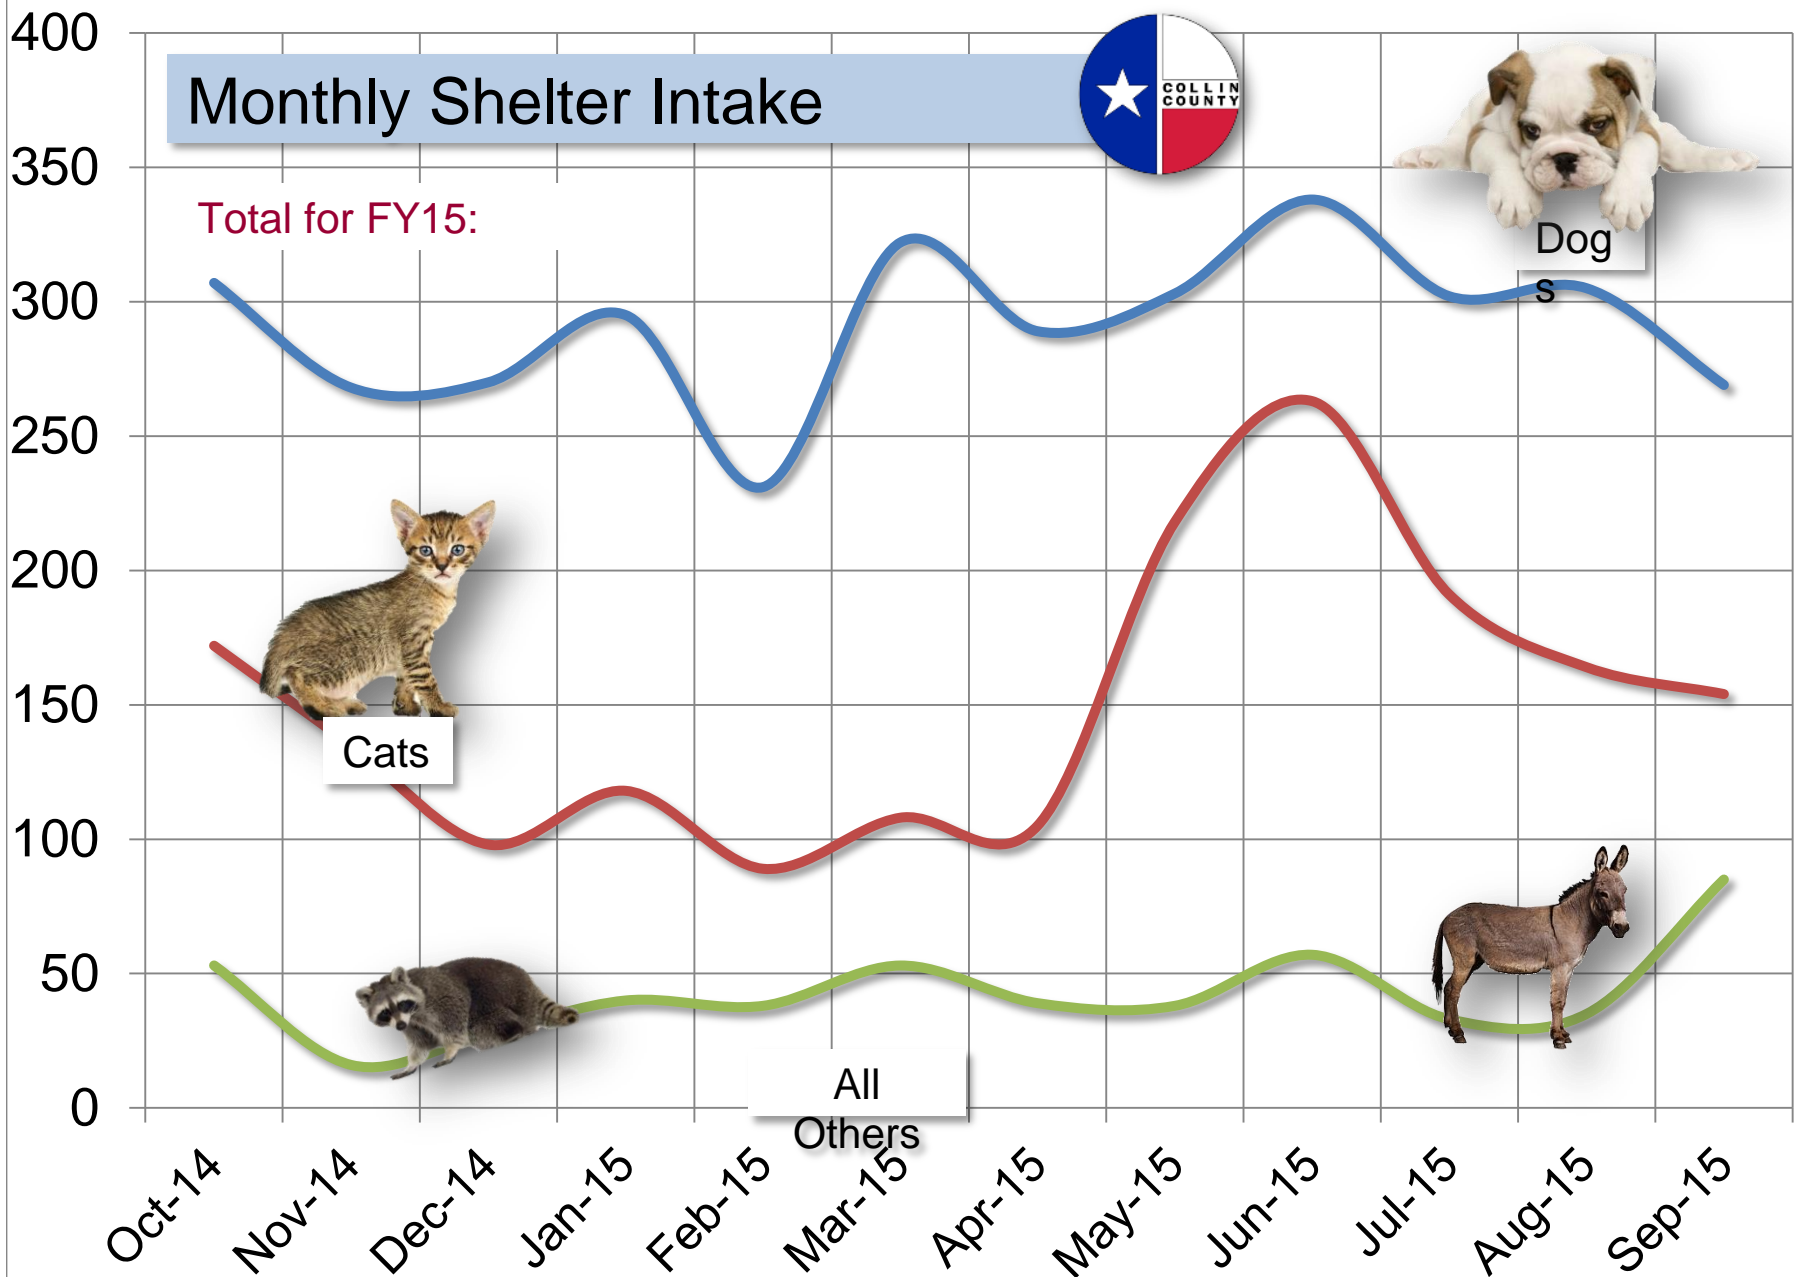 400
Monthly Shelter Intake
COLLIN
COUNTY
350
Total for FY15:
Dog
s
300
250
200
150
Cats
100
50
All
Others
0
Oct-14
Nov-14
Dec-14
Jan-15
Feb-15
Mar-15
Apr-15
May-15
Jun-15
Jul-15
Aug-15
Sep-15